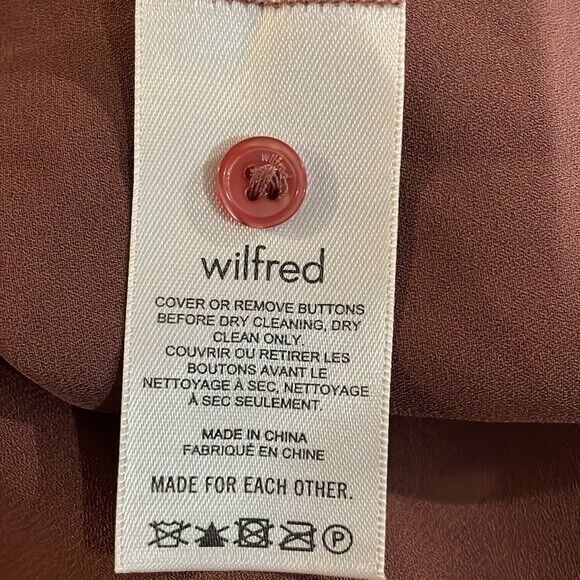 wilfred
COVER OR REMOVE BUTTONS
BEFORE DRY CLEANING, DRY
CLEAN ONLY.
COUVRIR OU RETIRER LES
BOUTONS AVANT LE
NETTOYAGE À SEC, NETTOYAGE
À SEC SEULEMENT.
MADE IN CHINA
FABRIQUÉ EN CHINE
MADE FOR EACH OTHER.
P